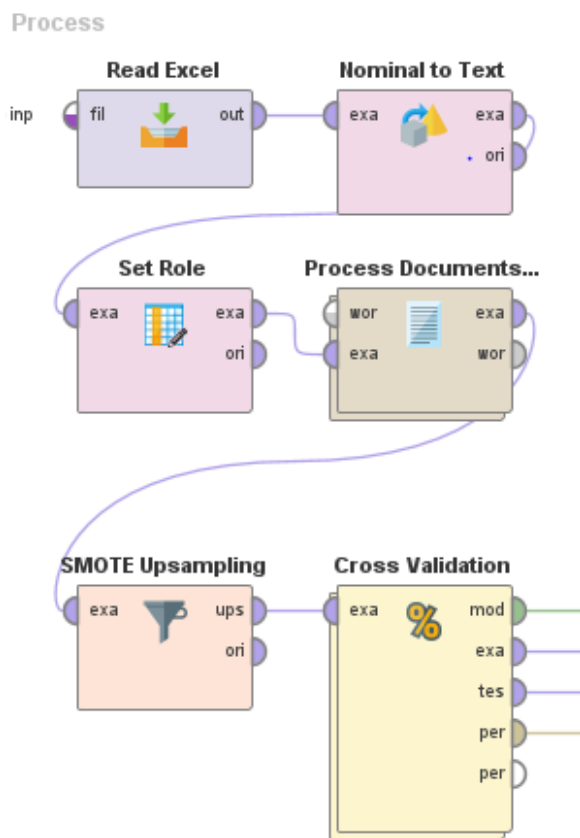 Process
Read Excel
Nominal to Text
inp
fil
out
exa
exa
ori
Set Role
Process Documents...
exa
exa
ori
wor
exa
exa
wor
SMOTE Upsampling
Cross Validation
exa
ups
ori
exa
%
mod
exa
tes
per
per